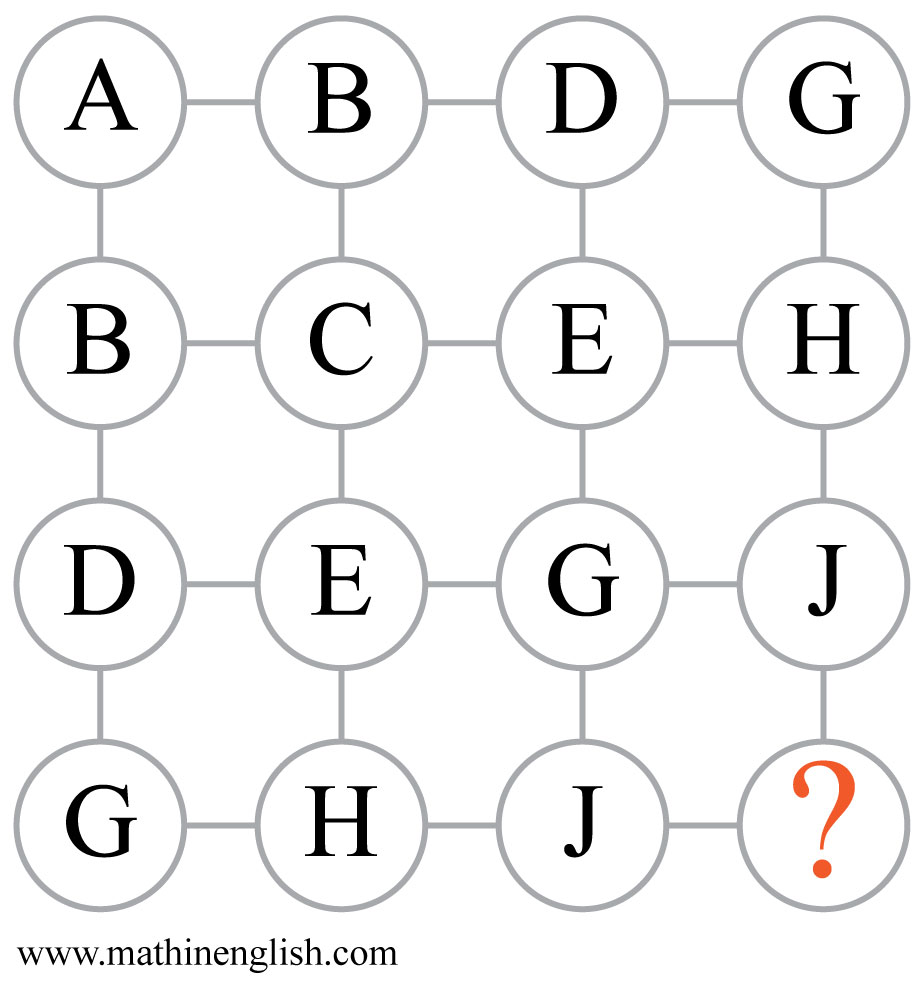 A B D G
B C E H
D E G J
G H J ?
www.mathinenglish.com